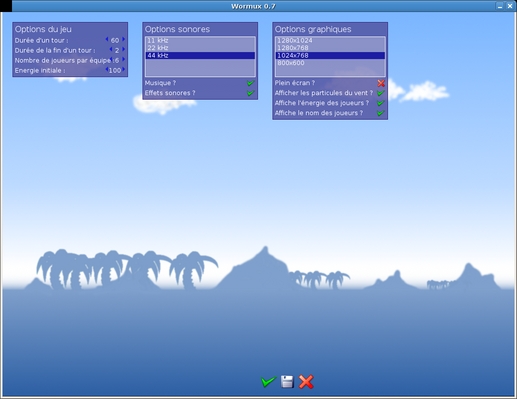 Wormux 0.7
Options du jeu
Durée d'un tour : 60
Durée de la fin d'un tour : 2
Nombre de joueurs par équipe :6
Energie initiale : 100
Options sonores
11 kHz
22 kHz
44 kHz
Musique ?
Effets sonores ?
Options graphiques
1280x1024
1280x768
1024x768
800x600
Plein écran ?
Afficher les particules du vent ?
Affiche l'énergie des joueurs ?
Affiche le nom des joueurs ?